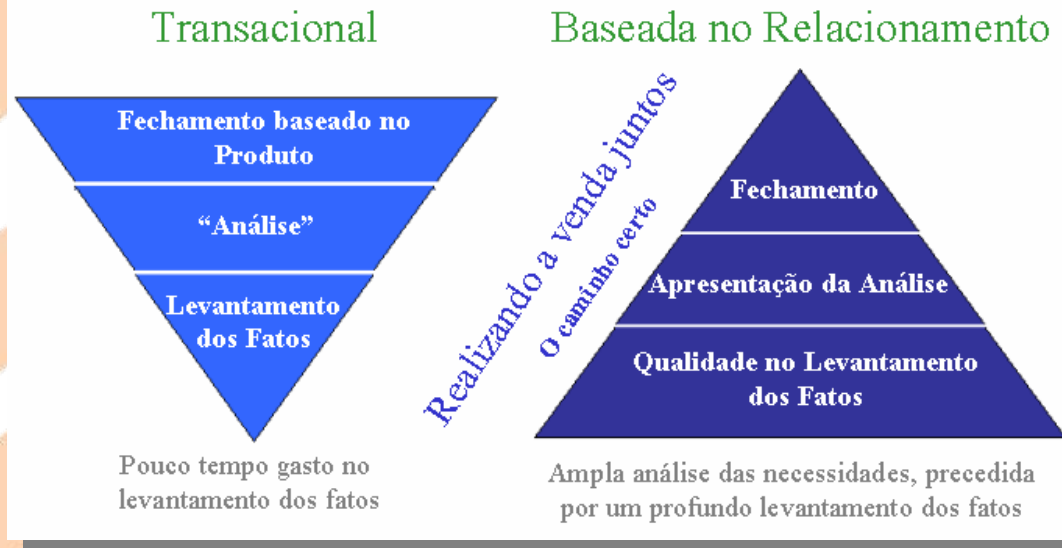 Transacional
Fechamento baseado no
Produto
“Análise”
Levantamento
dos Fatos
Pouco tempo gasto no
levantamento dos fatos
Realizando a venda juntos
O caminho certo
Baseada no Relacionamento
Fechamento
Apresentação da Análise
Qualidade no Levantamento
dos Fatos
Ampla análise das necessidades, precedida
por um profundo levantamento dos fatos